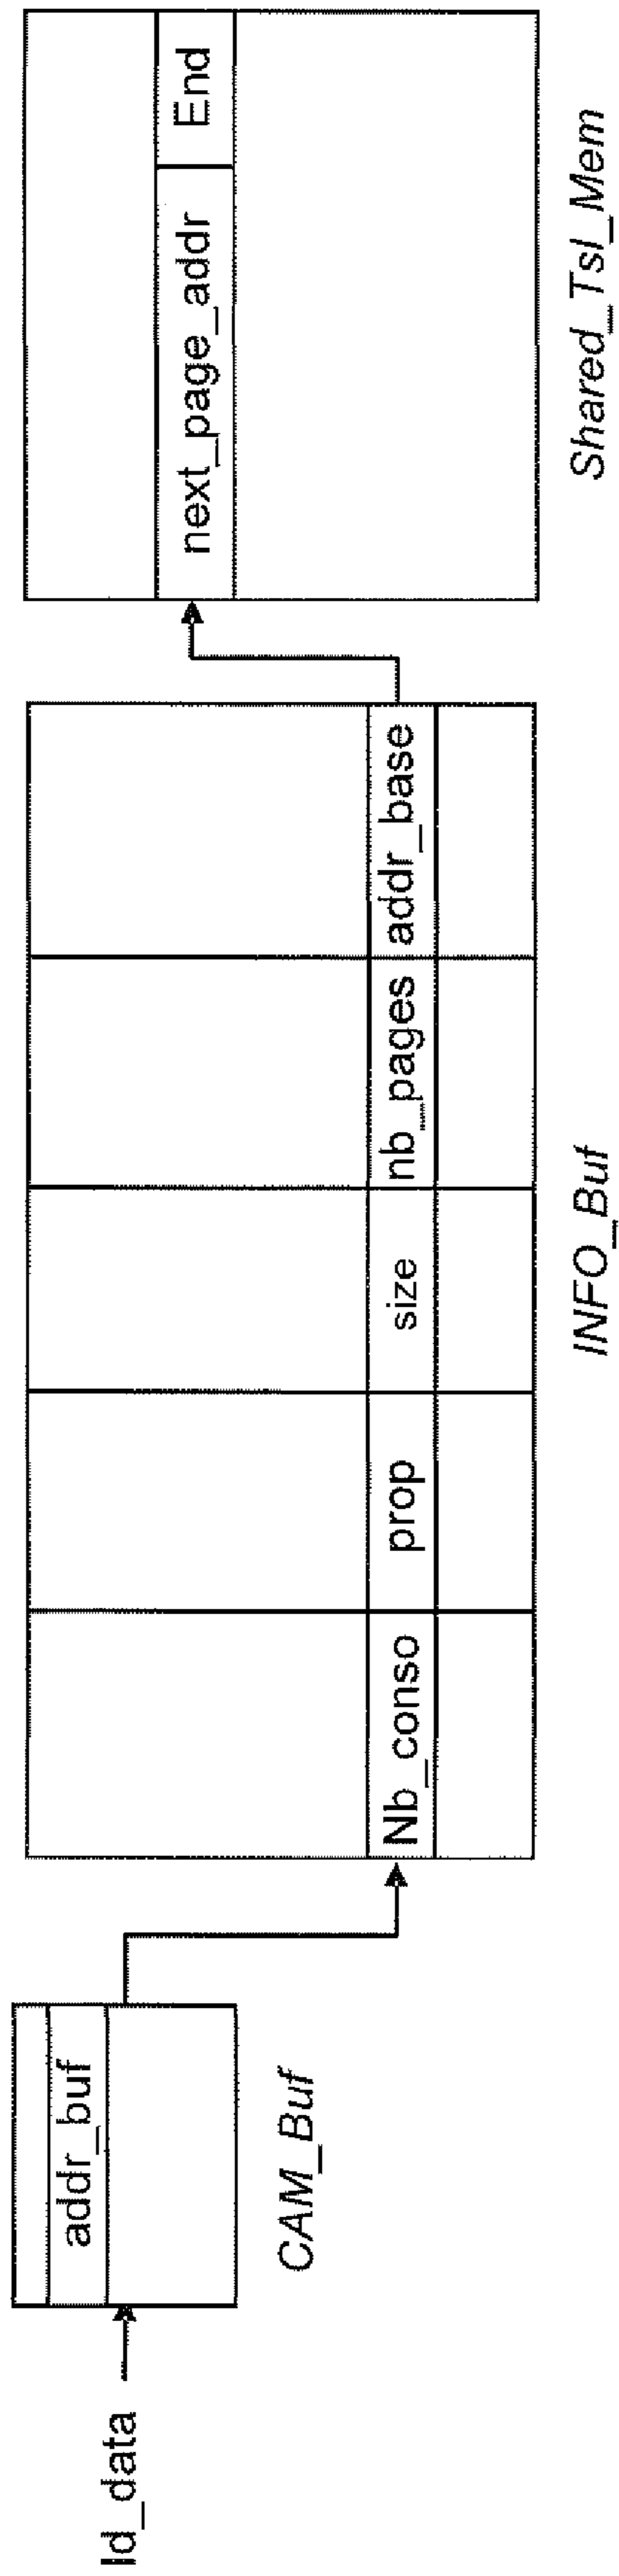 Id_data
addr_buf
CAM_Buf
Nb_conso
prop
size
nb_pages
addr_base
INFO_Buf
next_page_addr
End
Shared_Tsl_Mem